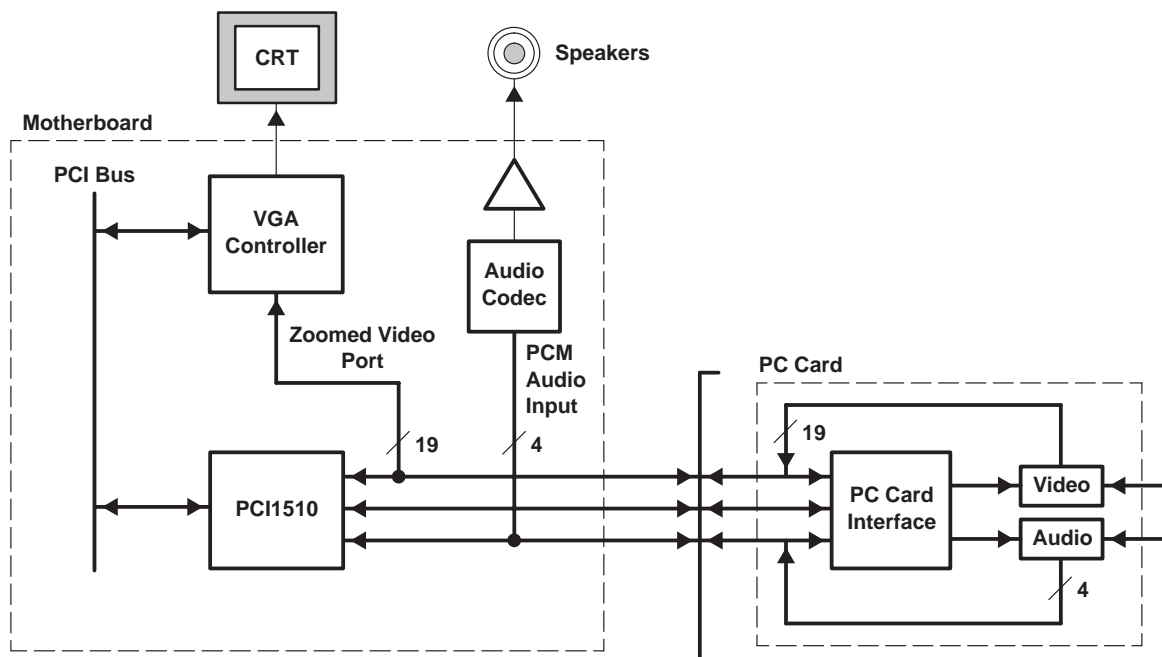 CRT
Speakers
Motherboard
PCI Bus
VGA
Controller
Audio
Codec
Zoomed Video
Port
PCM
Audio
Input
PC Card
19
4
19
PCI1510
PC Card
Interface
Video
Audio
4